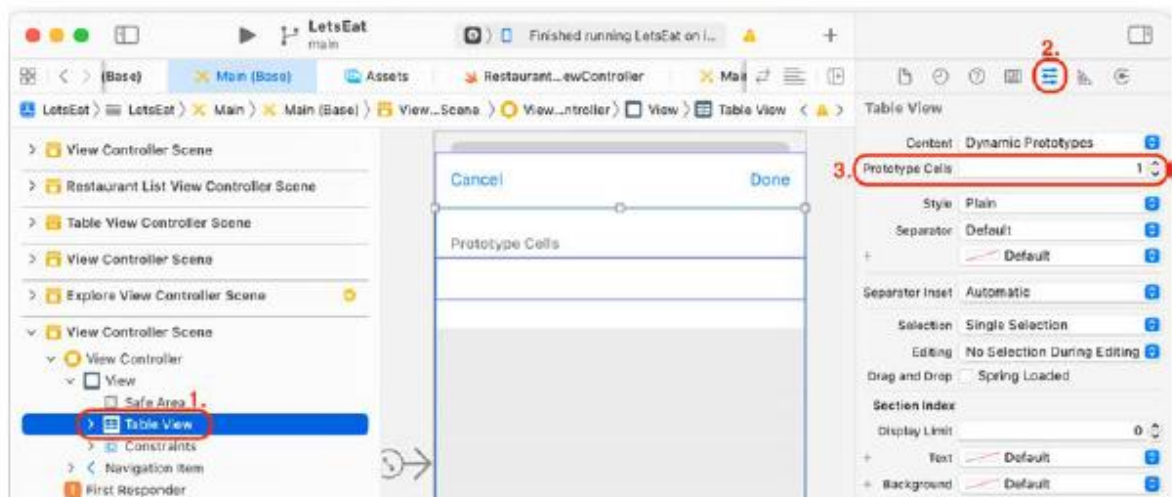 LetsEat
main
Finished running LetsEat on i...
2.
(Base)
Main (Base)
Assets
Restaurant...ewController
Mai
LetsEat
LetsEat
Main
Main (Base)
View...Scene
View...ntroller
View
Table View
Table View
View Controller Scene
Restaurant List View Controller Scene
Table View Controller Scene
View Controller Scene
Explore View Controller Scene
View Controller Scene
View Controller
View
Safe Area
1.
Table View
Constraints
Navigation Item
First Responder
Cancel
Done
Prototype Cells
Content Dynamic Prototypes
3.
Prototype Cells 1
Style Plain
Separator Default
+ Default
Separator Inset Automatic
Selection Single Selection
Editing No Selection During Editing
Drag and Drop Spring Loaded
Section Index
Display Limit 0
+ Text Default
+ Background Default